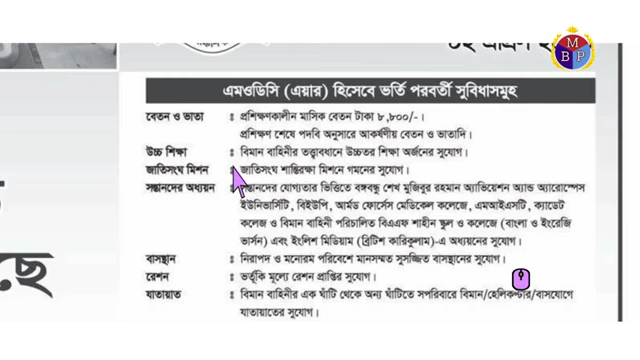 M
B P
এমওডিসি (এয়ার) হিসেবে ভর্তি পরবর্তী সুবিধাসমূহ
বেতন ও ভাতা : প্রশিক্ষণকালীন মাসিক বেতন টাকা ৮,৮০০/-।
প্রশিক্ষণ শেষে পদবি অনুসারে আকর্ষণীয় বেতন ও ভাতাদি।
উচ্চ শিক্ষা : বিমান বাহিনীর তত্ত্বাবধানে উচ্চতর শিক্ষা অর্জনের সুযোগ।
জাতিসংঘ মিশন : জাতিসংঘ শান্তিরক্ষা মিশনে গমনের সুযোগ।
সন্তানদের অধ্যয়ন : সন্তানদের যোগ্যতার ভিত্তিতে বঙ্গবন্ধু শেখ মুজিবুর রহমান অ্যাভিয়েশন অ্যান্ড অ্যারোস্পেস
ইউনিভার্সিটি, বিইউপি, আর্মড ফোর্সেস মেডিকেল কলেজে, এমআইএসটি, ক্যাডেট
কলেজ ও বিমান বাহিনী পরিচালিত বিএএফ শাহীন স্কুল ও কলেজে (বাংলা ও ইংরেজি
ভার্সন) এবং ইংলিশ মিডিয়াম (ব্রিটিশ কারিকুলাম)-এ অধ্যয়নের সুযোগ।
বাসস্থান : নিরাপদ ও মনোরম পরিবেশে মানসম্মত সুসজ্জিত বাসস্থানের সুযোগ।
রেশন : ভর্তুকি মূল্যে রেশন প্রাপ্তির সুযোগ।
যাতায়াত : বিমান বাহিনীর এক ঘাঁটি থেকে অন্য ঘাঁটিতে সপরিবারে বিমান/হেলিকপ্টার/বাসযোগে
যাতায়াতের সুযোগ।